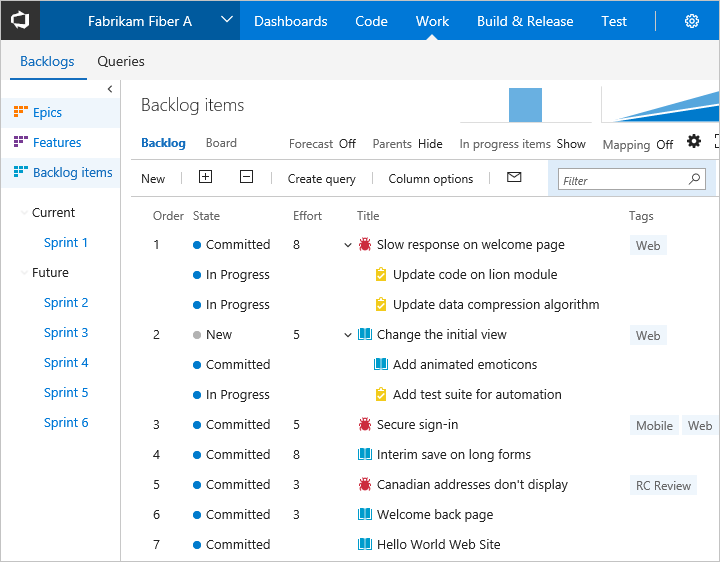 Fabrikam Fiber A Dashboards Code Work Build & Release Test
Backlogs Queries
Epics
Features
Backlog items
Current
Sprint 1
Future
Sprint 2
Sprint 3
Sprint 4
Sprint 5
Sprint 6
Backlog items
Backlog Board Forecast Off Parents Hide In progress items Show Mapping Off
New Create query Column options Filter
Order State Effort Title Tags
1 Committed 8 Slow response on welcome page Web
In Progress Update code on lion module
In Progress Update data compression algorithm
2 New 5 Change the initial view Web
Committed Add animated emoticons
In Progress Add test suite for automation
3 Committed 5 Secure sign-in Mobile Web
4 Committed 8 Interim save on long forms
5 Committed 3 Canadian addresses don't display RC Review
6 Committed 3 Welcome back page
7 Committed Hello World Web Site